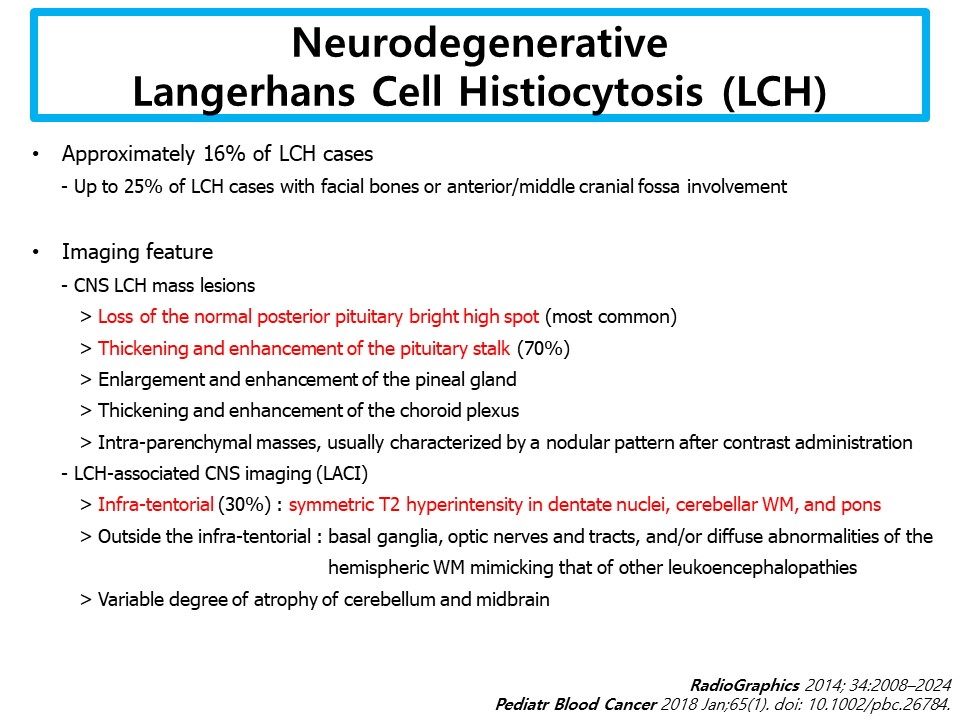 Neurodegenerative
Langerhans Cell Histiocytosis (LCH)
• Approximately 16% of LCH cases
- Up to 25% of LCH cases with facial bones or anterior/middle cranial fossa involvement
• Imaging feature
- CNS LCH mass lesions
> Loss of the normal posterior pituitary bright high spot (most common)
> Thickening and enhancement of the pituitary stalk (70%)
> Enlargement and enhancement of the pineal gland
> Thickening and enhancement of the choroid plexus
> Intra-parenchymal masses, usually characterized by a nodular pattern after contrast administration
- LCH-associated CNS imaging (LACI)
> Infra-tentorial (30%) : symmetric T2 hyperintensity in dentate nuclei, cerebellar WM, and pons
> Outside the infra-tentorial : basal ganglia, optic nerves and tracts, and/or diffuse abnormalities of the
hemispheric WM mimicking that of other leukoencephalopathies
> Variable degree of atrophy of cerebellum and midbrain
RadioGraphics 2014; 34:2008–2024
Pediatr Blood Cancer 2018 Jan;65(1). doi: 10.1002/pbc.26784.